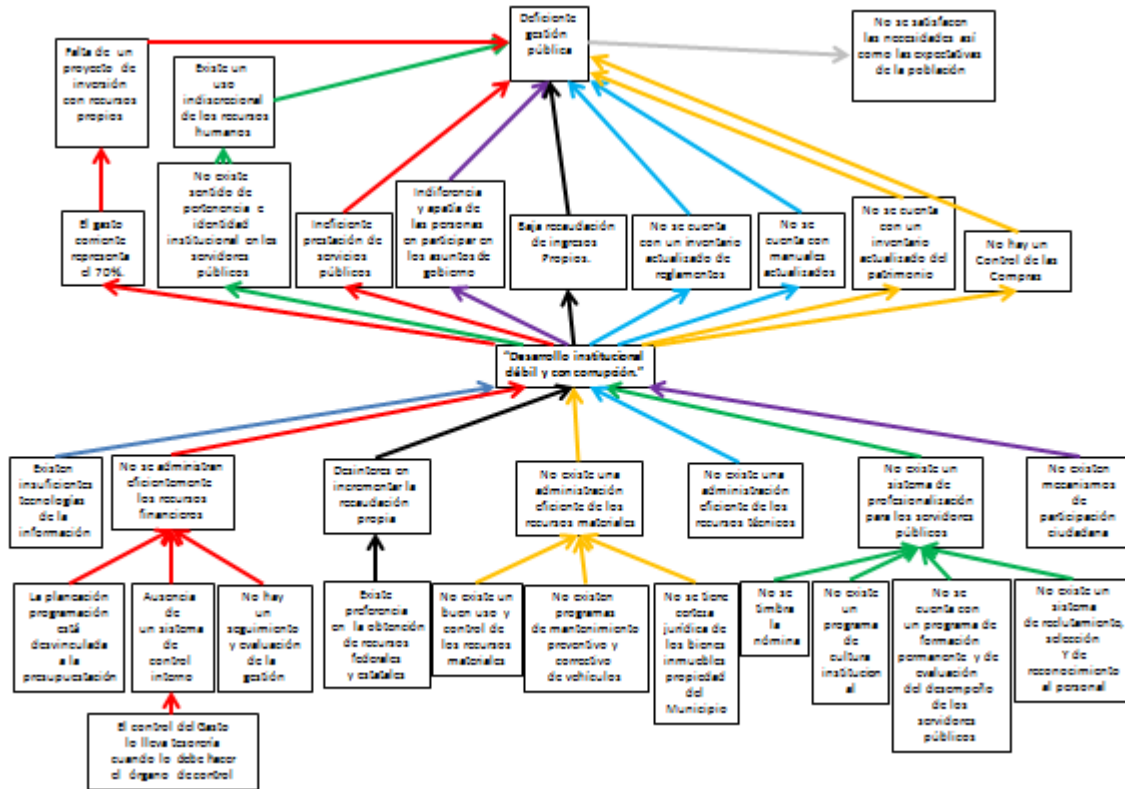 Deficiente
gestión
pública
No se satisfacen
las necesidades así
como las expectativas
de la población
Falta de un
proyecto de
inversión
con recursos
propios
Existe un
uso
indiscrecional
de los recursos
humanos
El gasto
corriente
representa
el 70%.
No existe
sentido de
pertenencia e
identidad
institucional en los
servidores
públicos
Ineficiente
prestación de
servicios
públicos
Indiferencia
y apatía de
las personas
en participar en
los asuntos de
gobierno
Baja recaudación
de ingresos
Propios.
No se cuenta
con un inventario
actualizado de
reglamentos
No se
cuenta con
manuales
actualizados
No se cuenta
con un
inventario
actualizado del
patrimonio
No hay un
Control de las
Compras
"Desarrollo institucional
débil y con corrupción."
Existen
insuficientes
tecnologías
de la
información
No se administran
eficientemente
los recursos
financieros
Desinteres en
incrementar la
recaudación
propia
No existe una
administración
eficiente de los
recursos materiales
No existe una
administración
eficiente de los
recursos técnicos
No existe un
sistema de
profesionalización
para los servidores
públicos
No existen
mecanismos
de
participación
ciudadana
La planeación
programación
está
desvinculada
a la
presupuestación
Ausencia
de
un sistema
de
control
interno
No hay
un
seguimiento
y evaluación
de la
gestión
Existe
preferencia
en la obtención
de recursos
federales
y estatales
No existe un
buen uso y
control de
los recursos
materiales
No existen
programas
de mantenimiento
preventivo y
correctivo
de vehículos
No se tiene
certeza
jurídica de
los bienes
inmuebles
propiedad
del
Municipio
No se
timbra
la
nómina
No existe
un
programa
de
cultura
institucion
al
No se
cuenta con
un programa de
formación
permanente y de
evaluación
del desempeño
de los
servidores
públicos
No existe un
sistema
de reclutamiento,
selección
Y de
reconocimiento
al personal
El control del Gasto
lo lleva tesorería
cuando lo debe hacer
el órgano de control